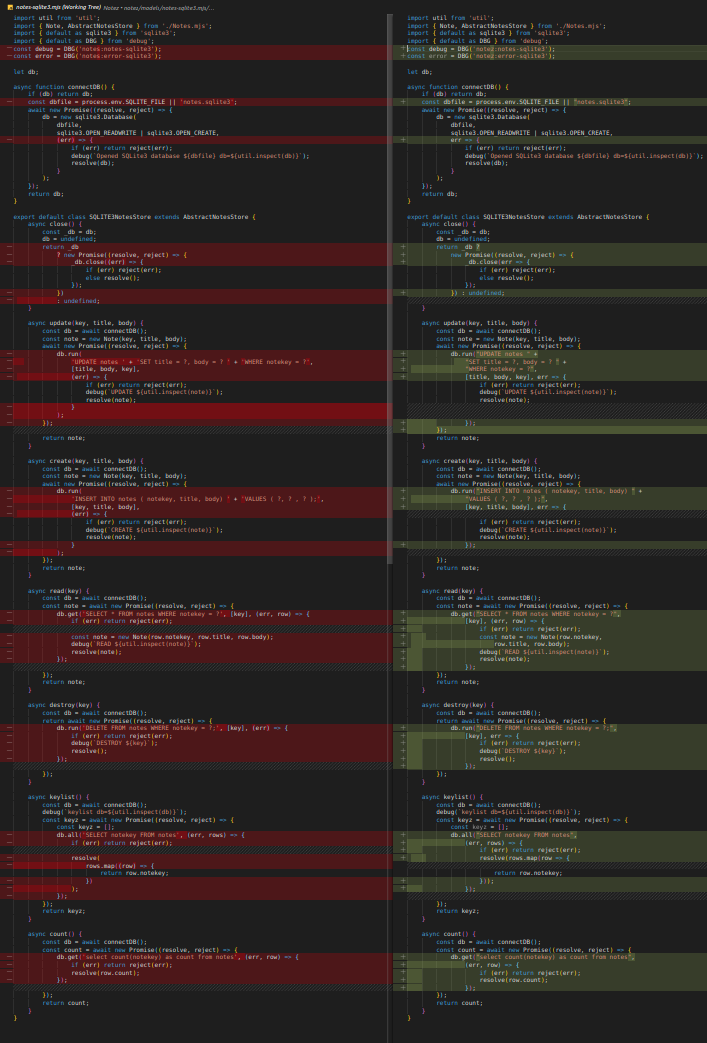 notes-sqlite3.mjs (Working Tree) Notes • notes/models/notes-sqlite3.mjs/...
import util from 'util';
import { Note, AbstractNotesStore } from './Notes.mjs';
import { default as sqlite3 } from 'sqlite3';
import { default as DBG } from 'debug';
const debug = DBG('notes:notes-sqlite3');
const error = DBG('notes:error-sqlite3');
let db;
async function connectDB() {
if (db) return db;
const dbfile = process.env.SQLITE_FILE || 'notes.sqlite3';
await new Promise((resolve, reject) => {
db = new sqlite3.Database(
dbfile,
sqlite3.OPEN_READWRITE | sqlite3.OPEN_CREATE,
(err) => {
if (err) return reject(err);
debug(`Opened SQLite3 database ${dbfile} db=${util.inspect(db)}`);
resolve(db);
}
);
});
return db;
}
export default class SQLITE3NotesStore extends AbstractNotesStore {
async close() {
const _db = db;
db = undefined;
return _db
? new Promise((resolve, reject) => {
_db.close((err) => {
if (err) reject(err);
else resolve();
});
})
: undefined;
}
async update(key, title, body) {
const db = await connectDB();
const note = new Note(key, title, body);
await new Promise((resolve, reject) => {
db.run(
'UPDATE notes ' + 'SET title = ?, body = ? ' + 'WHERE notekey = ?',
[title, body, key],
(err) => {
if (err) return reject(err);
debug(`UPDATE ${util.inspect(note)}`);
resolve(note);
}
);
});
return note;
}
async create(key, title, body) {
const db = await connectDB();
const note = new Note(key, title, body);
await new Promise((resolve, reject) => {
db.run(
'INSERT INTO notes ( notekey, title, body) ' + 'VALUES ( ?, ? , ? );',
[key, title, body],
(err) => {
if (err) return reject(err);
debug(`CREATE ${util.inspect(note)}`);
resolve(note);
}
);
});
return note;
}
async read(key) {
const db = await connectDB();
const note = await new Promise((resolve, reject) => {
db.get('SELECT * FROM notes WHERE notekey = ?', [key], (err, row) => {
if (err) return reject(err);
const note = new Note(row.notekey, row.title, row.body);
debug(`READ ${util.inspect(note)}`);
resolve(note);
});
});
return note;
}
async destroy(key) {
const db = await connectDB();
return await new Promise((resolve, reject) => {
db.run('DELETE FROM notes WHERE notekey = ?;', [key], (err) => {
if (err) return reject(err);
debug(`DESTROY ${key}`);
resolve();
});
});
}
async keylist() {
const db = await connectDB();
debug(`keylist db=${util.inspect(db)}`);
const keyz = await new Promise((resolve, reject) => {
const keyz = [];
db.all('SELECT notekey FROM notes', (err, rows) => {
if (err) return reject(err);
resolve(
rows.map((row) => {
return row.notekey;
})
);
});
});
return keyz;
}
async count() {
const db = await connectDB();
const count = await new Promise((resolve, reject) => {
db.get('select count(notekey) as count from notes', (err, row) => {
if (err) return reject(err);
resolve(row.count);
});
});
return count;
}
}
import util from 'util';
import { Note, AbstractNotesStore } from './Notes.mjs';
import { default as sqlite3 } from 'sqlite3';
import { default as DBG } from 'debug';
const debug = DBG('notez:notes-sqlite3');
const error = DBG('notez:error-sqlite3');
let db;
async function connectDB() {
if (db) return db;
const dbfile = process.env.SQLITE_FILE || "notes.sqlite3";
await new Promise((resolve, reject) => {
db = new sqlite3.Database(
dbfile,
sqlite3.OPEN_READWRITE | sqlite3.OPEN_CREATE,
err => {
if (err) return reject(err);
debug(`Opened SQLite3 database ${dbfile} db=${util.inspect(db)}`);
resolve(db);
}
);
});
return db;
}
export default class SQLITE3NotesStore extends AbstractNotesStore {
async close() {
const _db = db;
db = undefined;
return _db ?
new Promise((resolve, reject) => {
_db.close(err => {
if (err) reject(err);
else resolve();
});
}) : undefined;
}
async update(key, title, body) {
const db = await connectDB();
const note = new Note(key, title, body);
await new Promise((resolve, reject) => {
db.run("UPDATE notes " +
"SET title = ?, body = ? " +
"WHERE notekey = ?",
[title, body, key], err => {
if (err) return reject(err);
debug(`UPDATE ${util.inspect(note)}`);
resolve(note);
});
});
return note;
}
async create(key, title, body) {
const db = await connectDB();
const note = new Note(key, title, body);
await new Promise((resolve, reject) => {
db.run("INSERT INTO notes ( notekey, title, body) " +
"VALUES ( ?, ? , ? );",
[key, title, body], err => {
if (err) return reject(err);
debug(`CREATE ${util.inspect(note)}`);
resolve(note);
});
});
return note;
}
async read(key) {
const db = await connectDB();
const note = await new Promise((resolve, reject) => {
db.get("SELECT * FROM notes WHERE notekey = ?",
[key], (err, row) => {
if (err) return reject(err);
const note = new Note(row.notekey,
row.title, row.body);
debug(`READ ${util.inspect(note)}`);
resolve(note);
});
});
return note;
}
async destroy(key) {
const db = await connectDB();
return await new Promise((resolve, reject) => {
db.run("DELETE FROM notes WHERE notekey = ?;",
[key], err => {
if (err) return reject(err);
debug(`DESTROY ${key}`);
resolve();
});
});
}
async keylist() {
const db = await connectDB();
debug(`keylist db=${util.inspect(db)}`);
const keyz = await new Promise((resolve, reject) => {
const keyz = [];
db.all("SELECT notekey FROM notes",
(err, rows) => {
if (err) return reject(err);
resolve(rows.map(row => {
return row.notekey;
}));
});
});
return keyz;
}
async count() {
const db = await connectDB();
const count = await new Promise((resolve, reject) => {
db.get("select count(notekey) as count from notes",
(err, row) => {
if (err) return reject(err);
resolve(row.count);
});
});
return count;
}
}